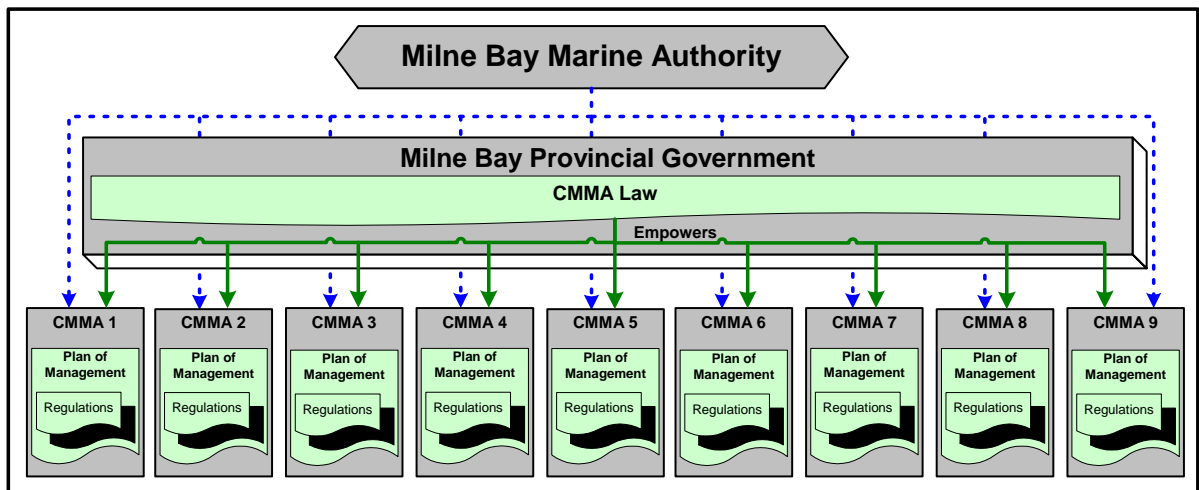 Milne Bay Marine Authority
Milne Bay Provincial Government
CMMA Law
Empowers
CMMA 1
Plan of
Management
Regulations
CMMA 2
Plan of
Management
Regulations
CMMA 3
Plan of
Management
Regulations
CMMA 4
Plan of
Management
Regulations
CMMA 5
Plan of
Management
Regulations
CMMA 6
Plan of
Management
Regulations
CMMA 7
Plan of
Management
Regulations
CMMA 8
Plan of
Management
Regulations
CMMA 9
Plan of
Management
Regulations